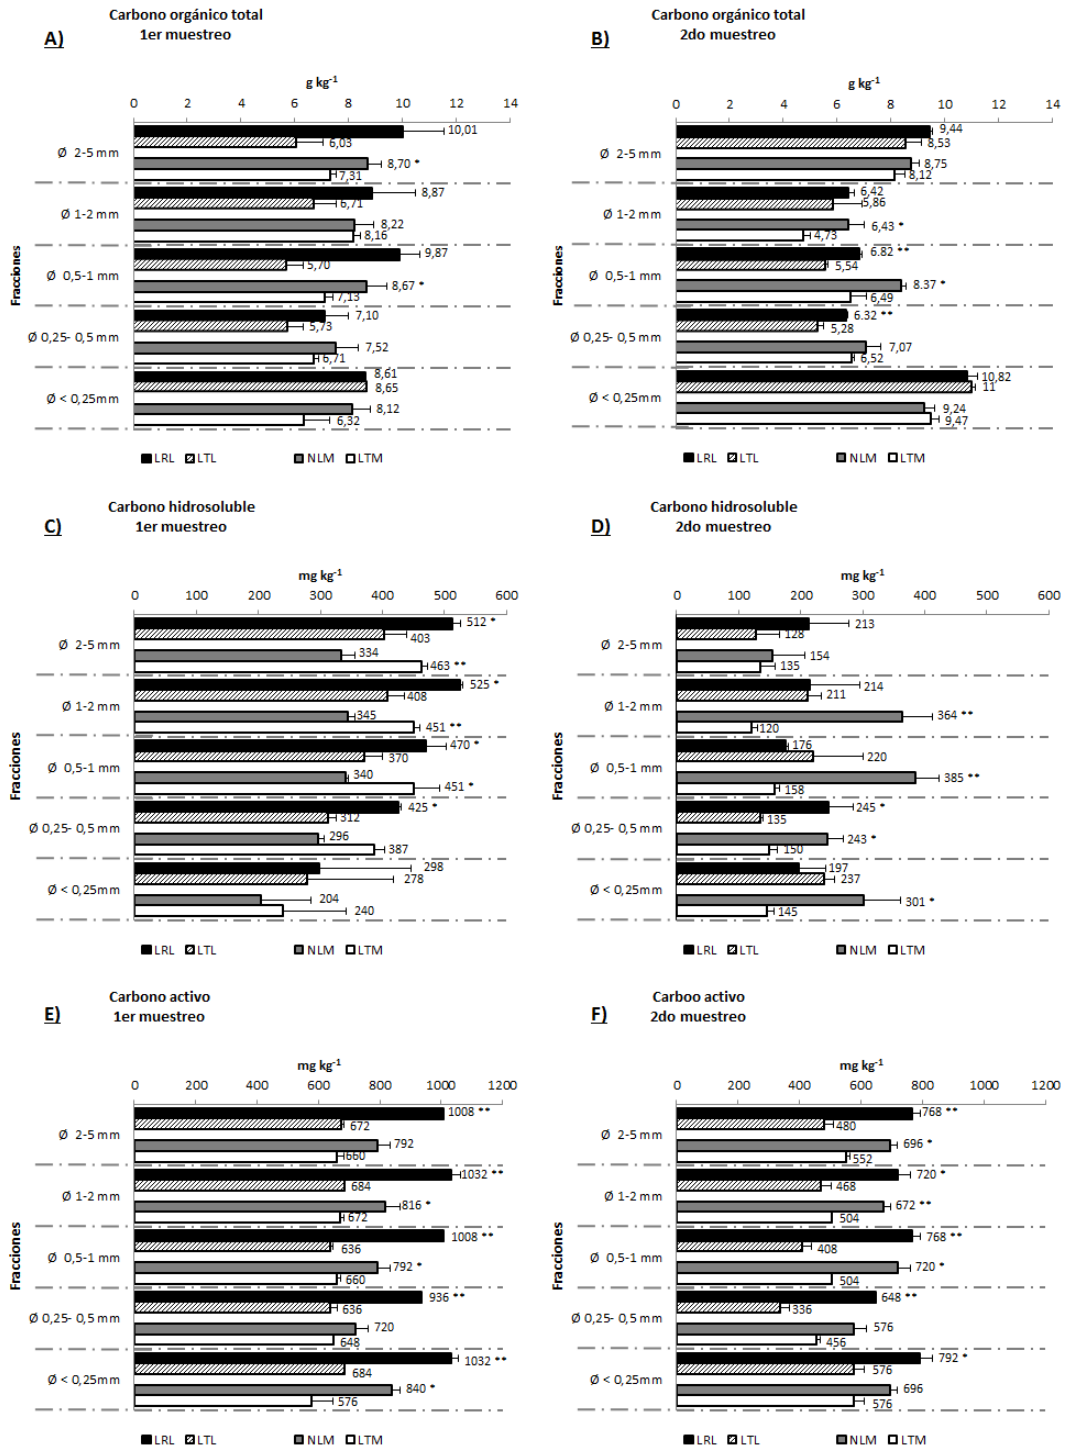 Carbono orgánico total
A) 1er muestreo
g kg-1
0 2 4 6 8 10 12 14
Fracciones
Ø 2-5 mm
10,01
6,03
8,70 *
7,31
Ø 1-2 mm
8,87
6,71
8,22
8,16
Ø 0,5-1 mm
9,87
5,70
8,67 *
7,13
Ø 0,25- 0,5 mm
7,10
5,73
7,52
6,71
Ø < 0,25mm
8,61
8,65
8,12
6,32
LRL LTL NLM LTM
Carbono orgánico total
B) 2do muestreo
g kg-1
0 2 4 6 8 10 12 14
Fracciones
Ø 2-5 mm
9,44
8,53
8,75
8,12
Ø 1-2 mm
6,42
5,86
6,43 *
4,73
Ø 0,5-1 mm
6.82 **
5,54
8.37 *
6,49
Ø 0,25- 0,5 mm
6.32 **
5,28
7,07
6,52
Ø < 0,25mm
10,82
11
9,24
9,47
LRL LTL NLM LTM
Carbono hidrosoluble
C) 1er muestreo
mg kg-1
0 100 200 300 400 500 600
Fracciones
Ø 2-5 mm
512 *
403
334
463 **
Ø 1-2 mm
525 *
408
345
451 **
Ø 0,5-1 mm
470 *
370
340
451 *
Ø 0,25- 0,5 mm
425 *
312
296
387
Ø < 0,25mm
298
278
204
240
LRL LTL NLM LTM
Carbono hidrosoluble
D) 2do muestreo
mg kg-1
0 100 200 300 400 500 600
Fracciones
Ø 2-5 mm
213
128
154
135
Ø 1-2 mm
214
211
364 **
120
Ø 0,5-1 mm
176
220
385 **
158
Ø 0,25- 0,5 mm
245 *
135
243 *
150
Ø < 0,25mm
197
237
301 *
145
LRL LTL NLM LTM
Carbono activo
E) 1er muestreo
mg kg-1
0 200 400 600 800 1000 1200
Fracciones
Ø 2-5 mm
1008 **
672
792
660
Ø 1-2 mm
1032 **
684
816 *
672
Ø 0,5-1 mm
1008 **
636
792 *
660
Ø 0,25- 0,5 mm
936 **
636
720
648
Ø < 0,25mm
1032 **
684
840 *
576
LRL LTL NLM LTM
Carboo activo
F) 2do muestreo
mg kg-1
0 200 400 600 800 1000 1200
Fracciones
Ø 2-5 mm
768 **
480
696 *
552
Ø 1-2 mm
720 *
468
672 **
504
Ø 0,5-1 mm
768 **
408
720 *
504
Ø 0,25- 0,5 mm
648 **
336
576
456
Ø < 0,25mm
792 *
576
696
576
LRL LTL NLM LTM